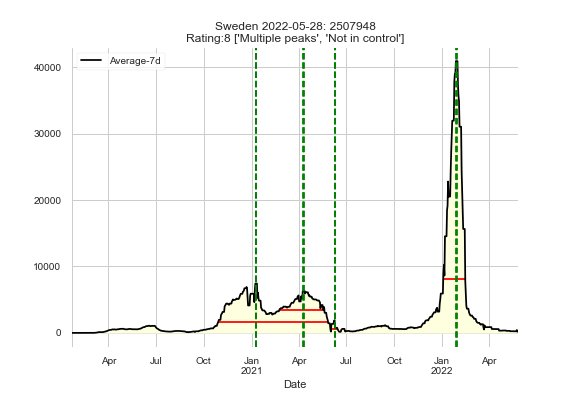 Sweden 2022-05-28: 2507948
Rating:8 ['Multiple peaks', 'Not in control']
Average-7d
40000
30000
20000
10000
0
Apr Jul Oct Jan Apr Jul Oct Jan Apr
2021 2022
Date